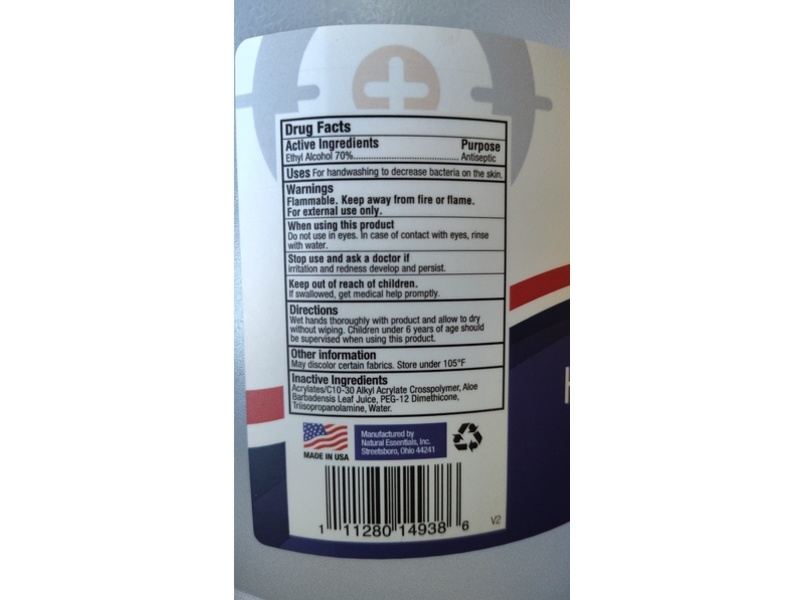 Drug Facts
Active Ingredients Purpose
Ethyl Alcohol 70%................................................ Antiseptic
Uses For handwashing to decrease bacteria on the skin.
Warnings
Flammable. Keep away from fire or flame.
For external use only.
When using this product
Do not use in eyes. In case of contact with eyes, rinse
with water.
Stop use and ask a doctor if
irritation and redness develop and persist.
Keep out of reach of children.
If swallowed, get medical help promptly.
Directions
Wet hands thoroughly with product and allow to dry
without wiping. Children under 6 years of age should
be supervised when using this product.
Other information
May discolor certain fabrics. Store under 105°F
Inactive Ingredients
Acrylates/C10-30 Alkyl Acrylate Crosspolymer, Aloe
Barbadensis Leaf Juice, PEG-12 Dimethicone,
Triisopropanolamine, Water.
MADE IN USA
Manufactured by
Natural Essentials, Inc.
Streetsboro, Ohio 44241
1 11280 14938 6
V2